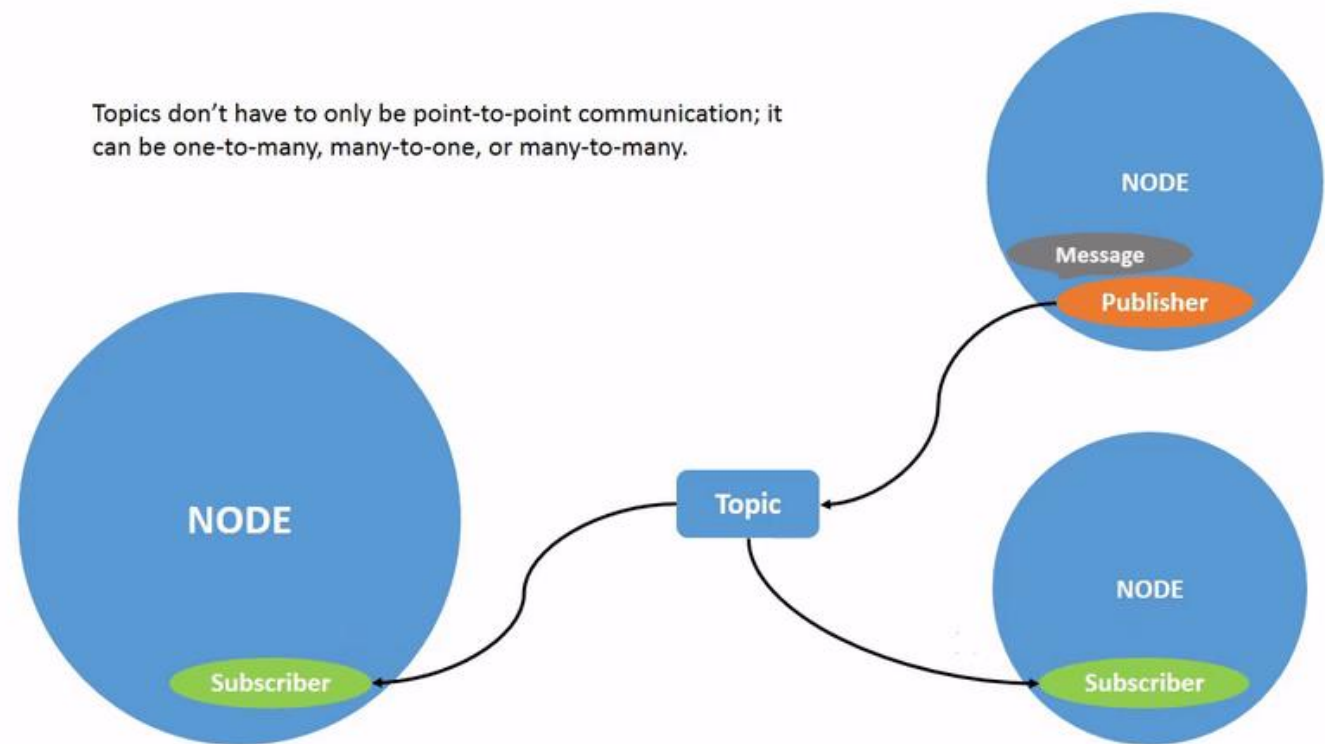 Topics don’t have to only be point-to-point communication; it
can be one-to-many, many-to-one, or many-to-many.
NODE
Message
Publisher
Topic
NODE
NODE
Subscriber
Subscriber